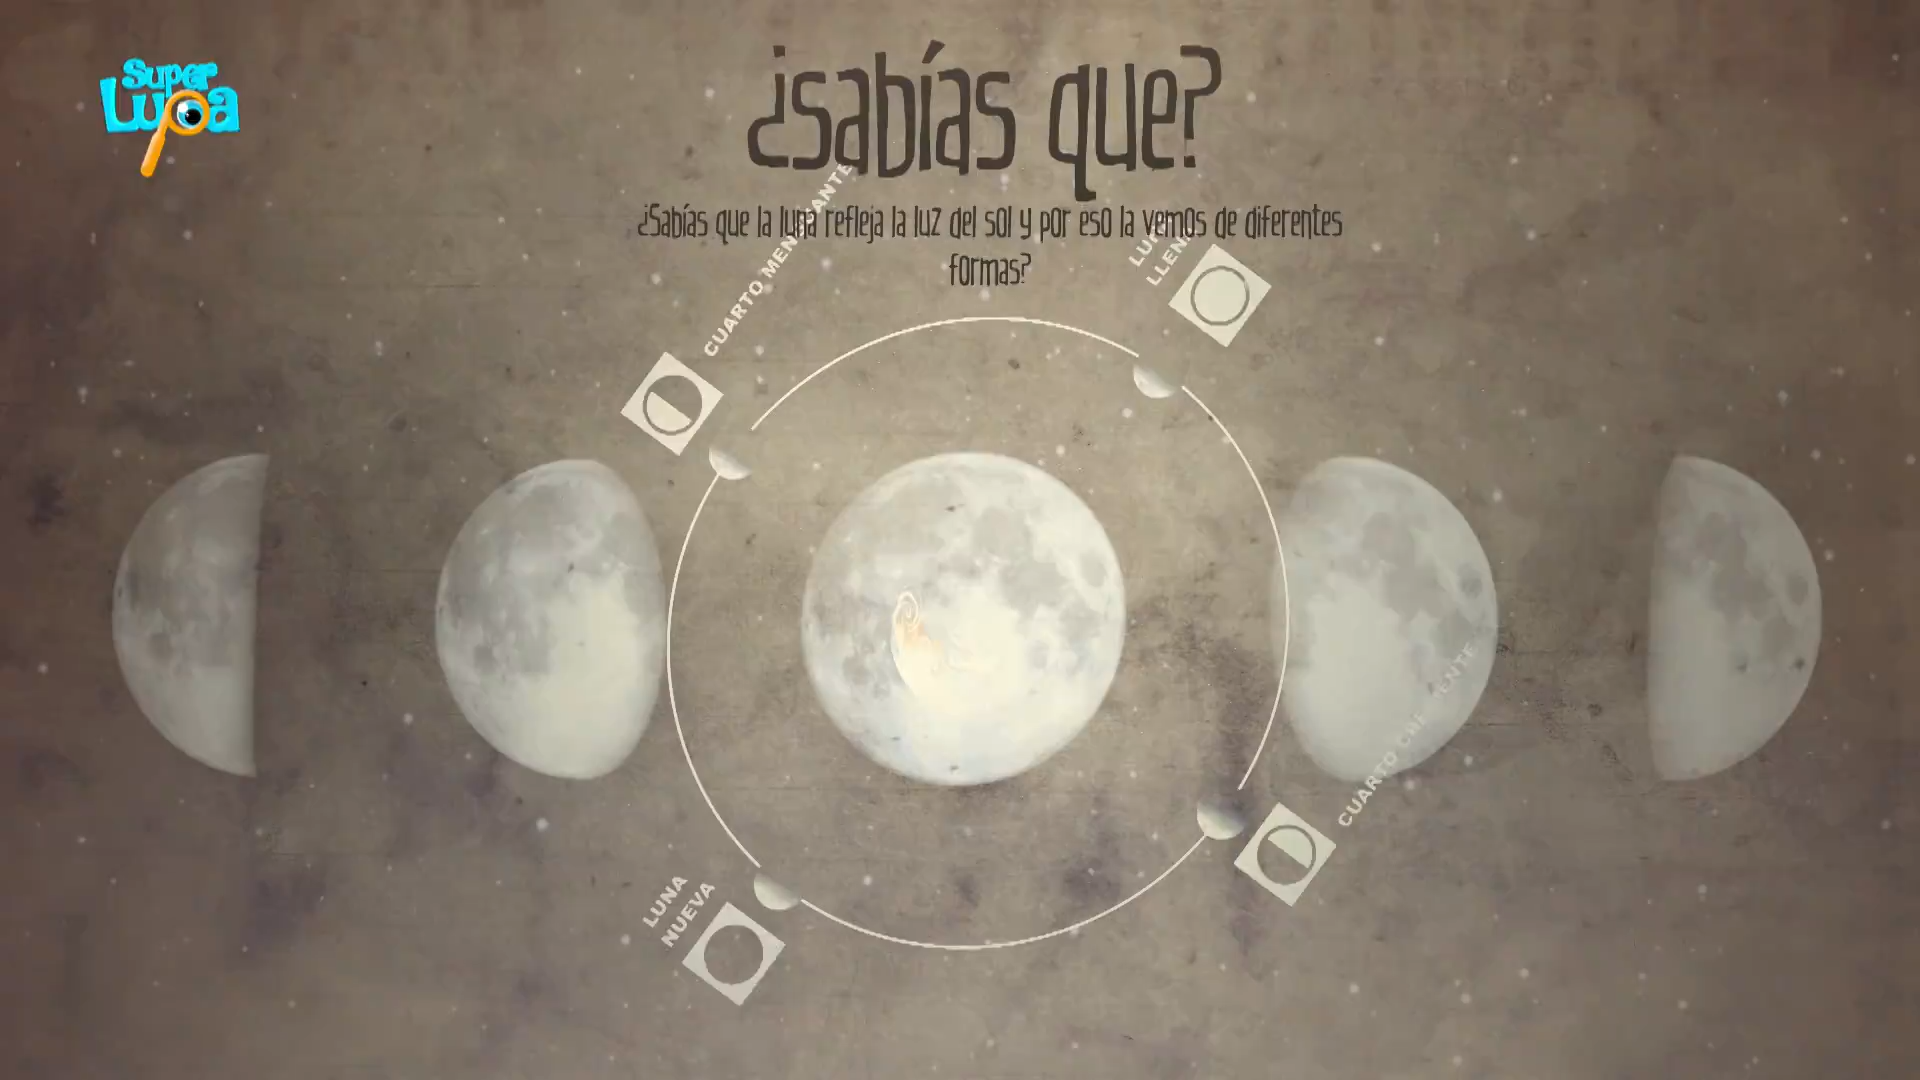 Super
Lupa
¿sabías que?
¿Sabías que la luna refleja la luz del sol y por eso la vemos de diferentes
formas?
CUARTO MENGUANTE
LUNA
LLENA
CUARTO CRECIENTE
LUNA
NUEVA